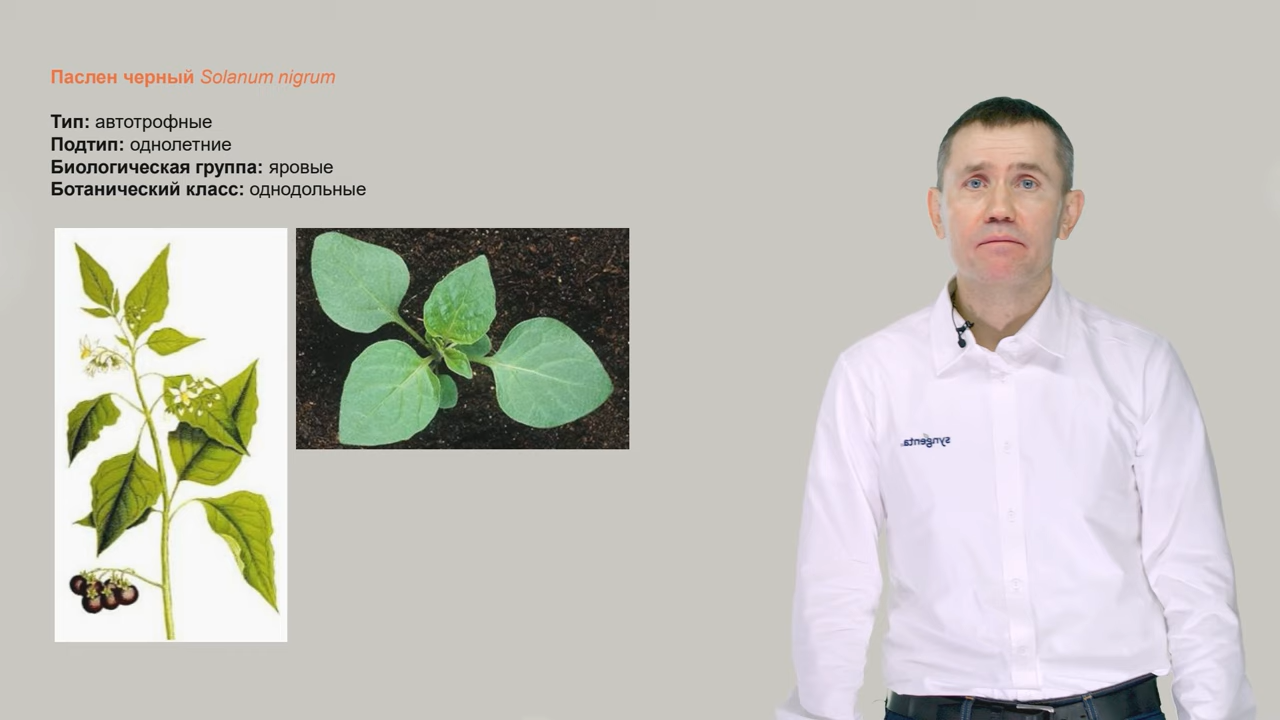 Паслен черный Solanum nigrum
Тип: автотрофные
Подтип: однолетние
Биологическая группа: яровые
Ботанический класс: однодольные
syngenta